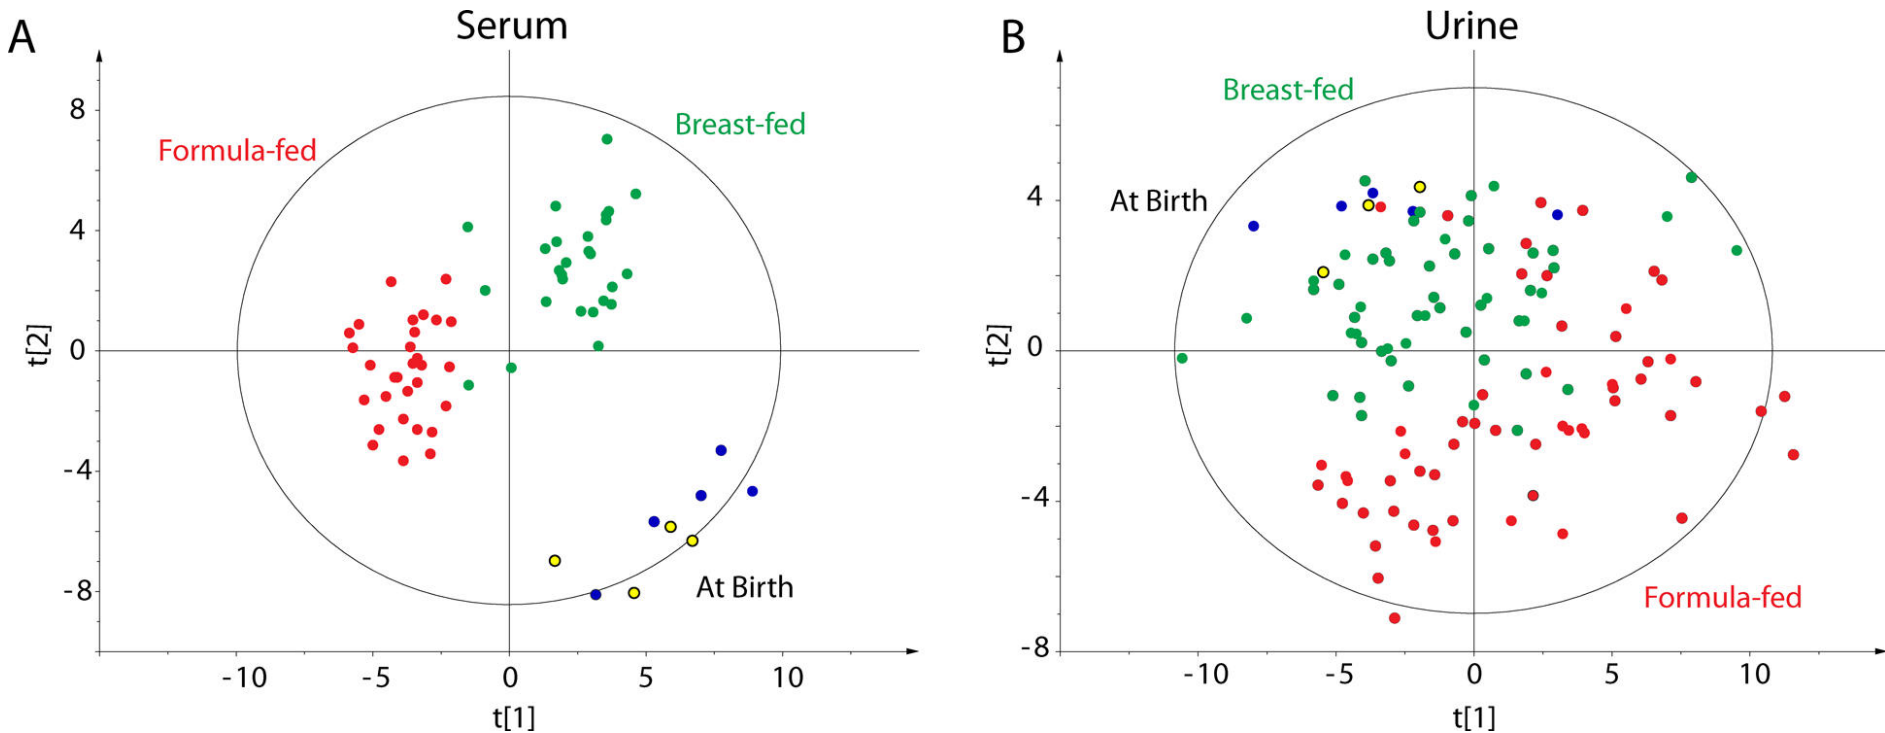 A
Serum
Formula-fed
Breast-fed
At Birth
8
4
0
-4
-8
t[2]
-10
-5
0
5
10
t[1]
B
Urine
Breast-fed
At Birth
Formula-fed
4
0
-4
-8
t[2]
-10
-5
0
5
10
t[1]